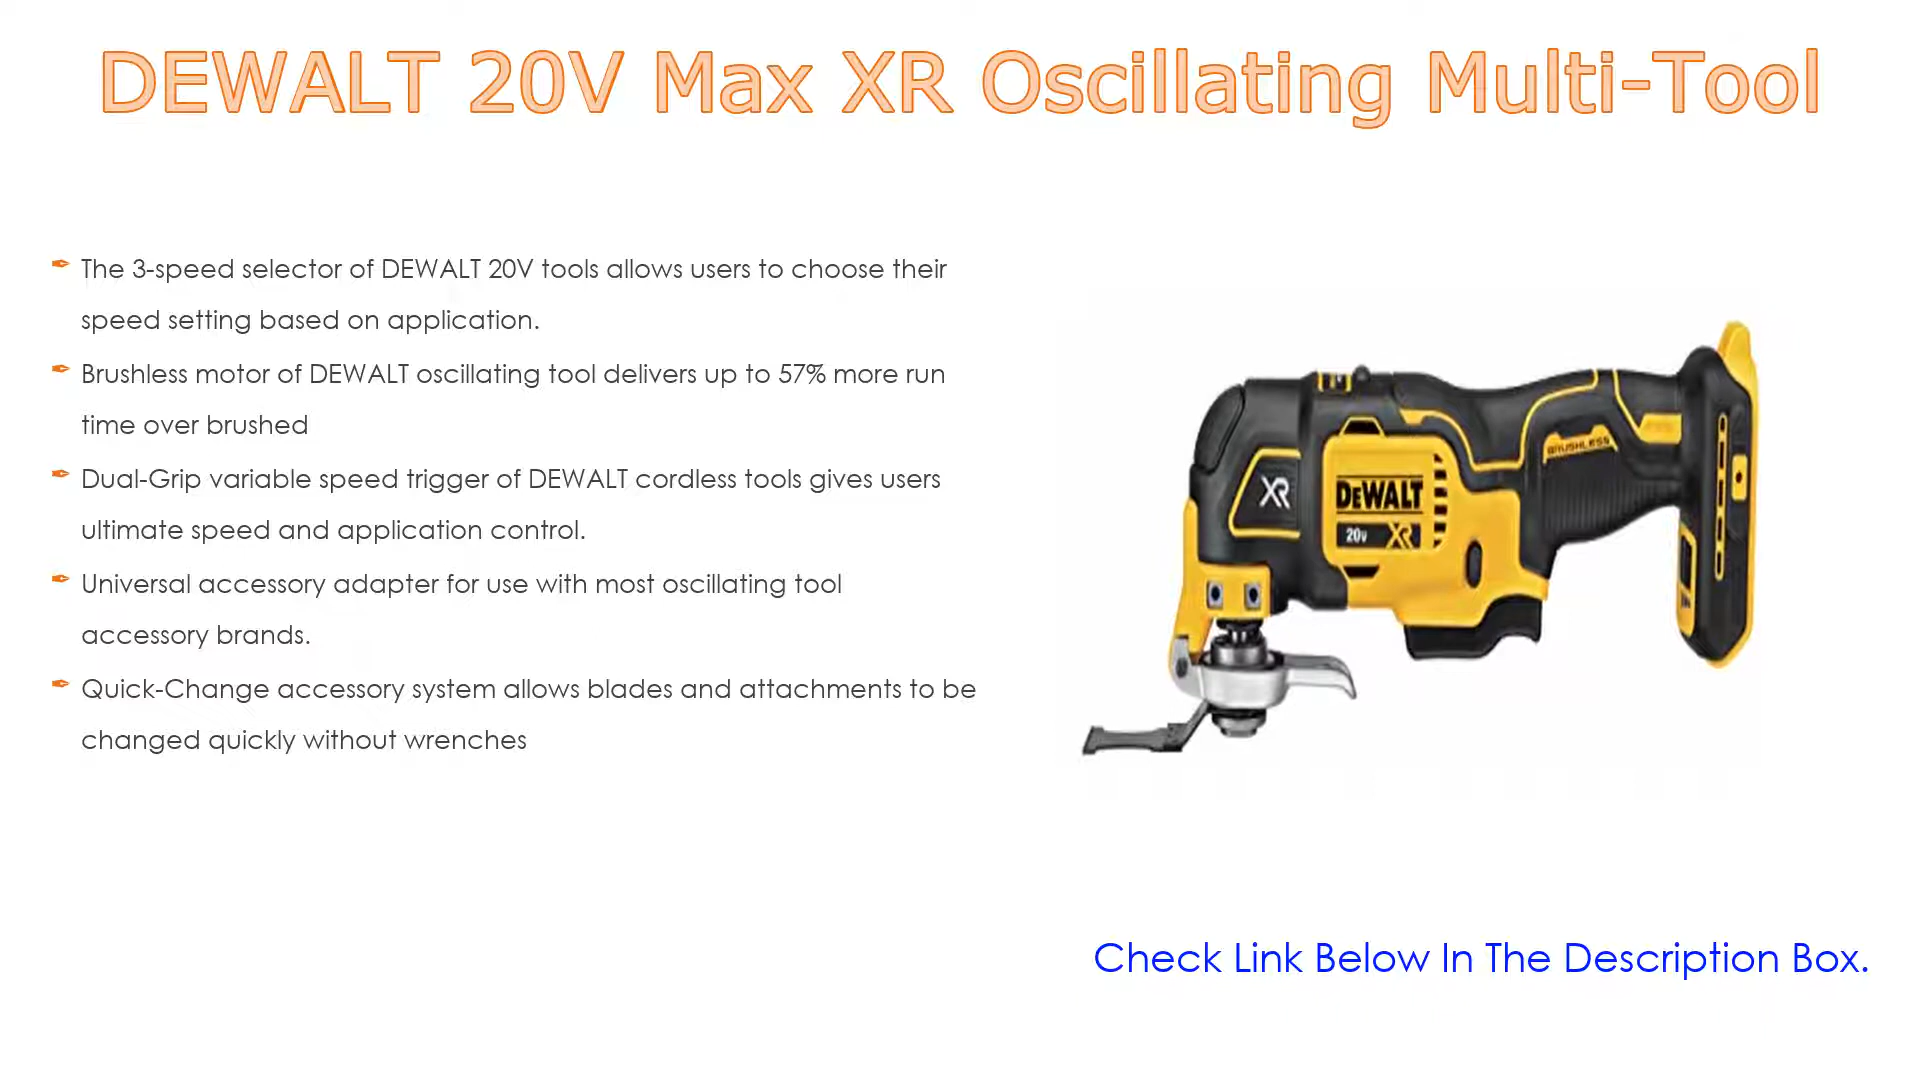 DEWALT 20V Max XR Oscillating Multi-Tool
The 3-speed selector of DEWALT 20V tools allows users to choose their
speed setting based on application.
Brushless motor of DEWALT oscillating tool delivers up to 57% more run
time over brushed
Dual-Grip variable speed trigger of DEWALT cordless tools gives users
ultimate speed and application control.
Universal accessory adapter for use with most oscillating tool
accessory brands.
Quick-Change accessory system allows blades and attachments to be
changed quickly without wrenches
XR
DEWALT
20V XR
BRUSHLESS
Check Link Below In The Description Box.